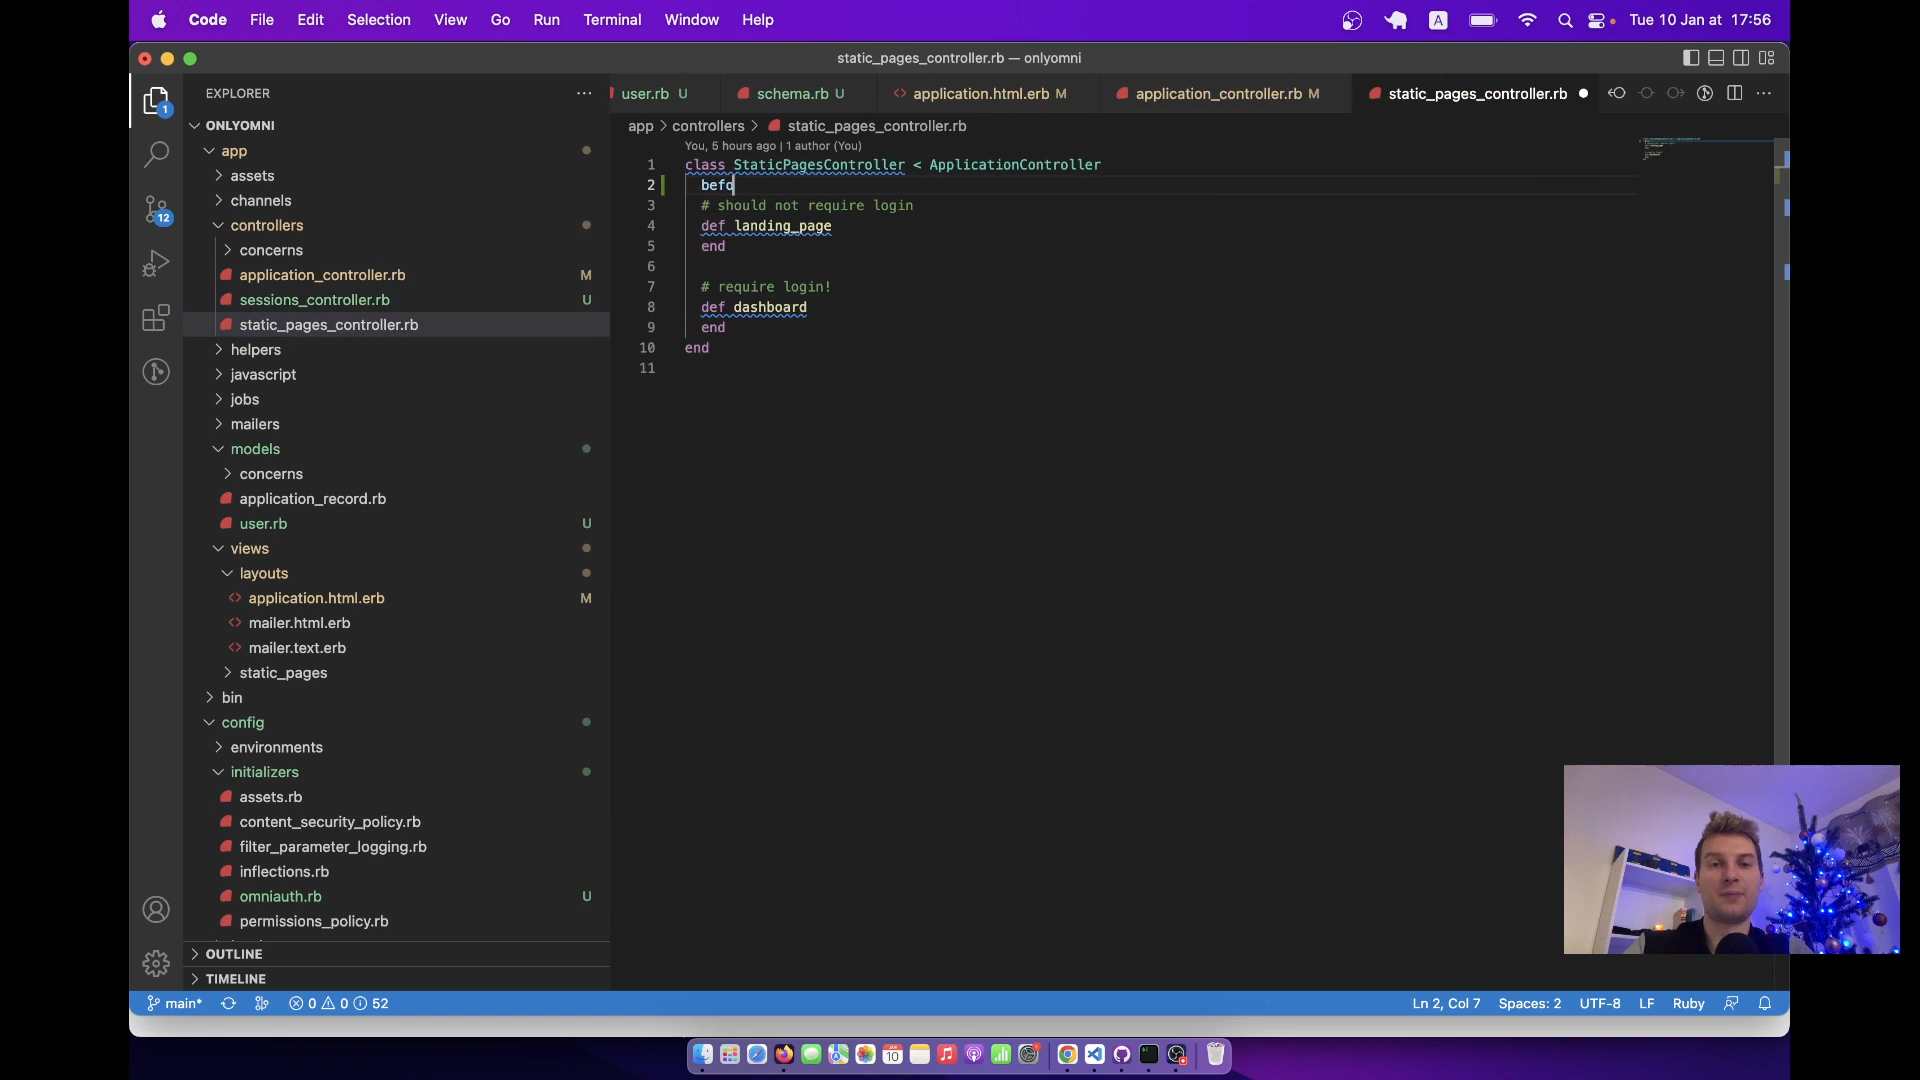 Code File Edit Selection View Go Run Terminal Window Help
A
Tue 10 Jan at 17:56
static_pages_controller.rb — onlyomni
EXPLORER
user.rb U
schema.rb U
application.html.erb M
application_controller.rb M
static_pages_controller.rb
ONLYOMNI
app > controllers > static_pages_controller.rb
You, 5 hours ago | 1 author (You)
1 class StaticPagesController < ApplicationController
2 befo
3 # should not require login
4 def landing_page
5 end
6
7 # require login!
8 def dashboard
9 end
10 end
11
1
12
app
assets
channels
controllers
concerns
application_controller.rb M
sessions_controller.rb U
static_pages_controller.rb
helpers
javascript
jobs
mailers
models
concerns
application_record.rb
user.rb U
views
layouts
application.html.erb M
mailer.html.erb
mailer.text.erb
static_pages
bin
config
environments
initializers
assets.rb
content_security_policy.rb
filter_parameter_logging.rb
inflections.rb
omniauth.rb U
permissions_policy.rb
OUTLINE
TIMELINE
main* 0 0 52
Ln 2, Col 7 Spaces: 2 UTF-8 LF Ruby
10